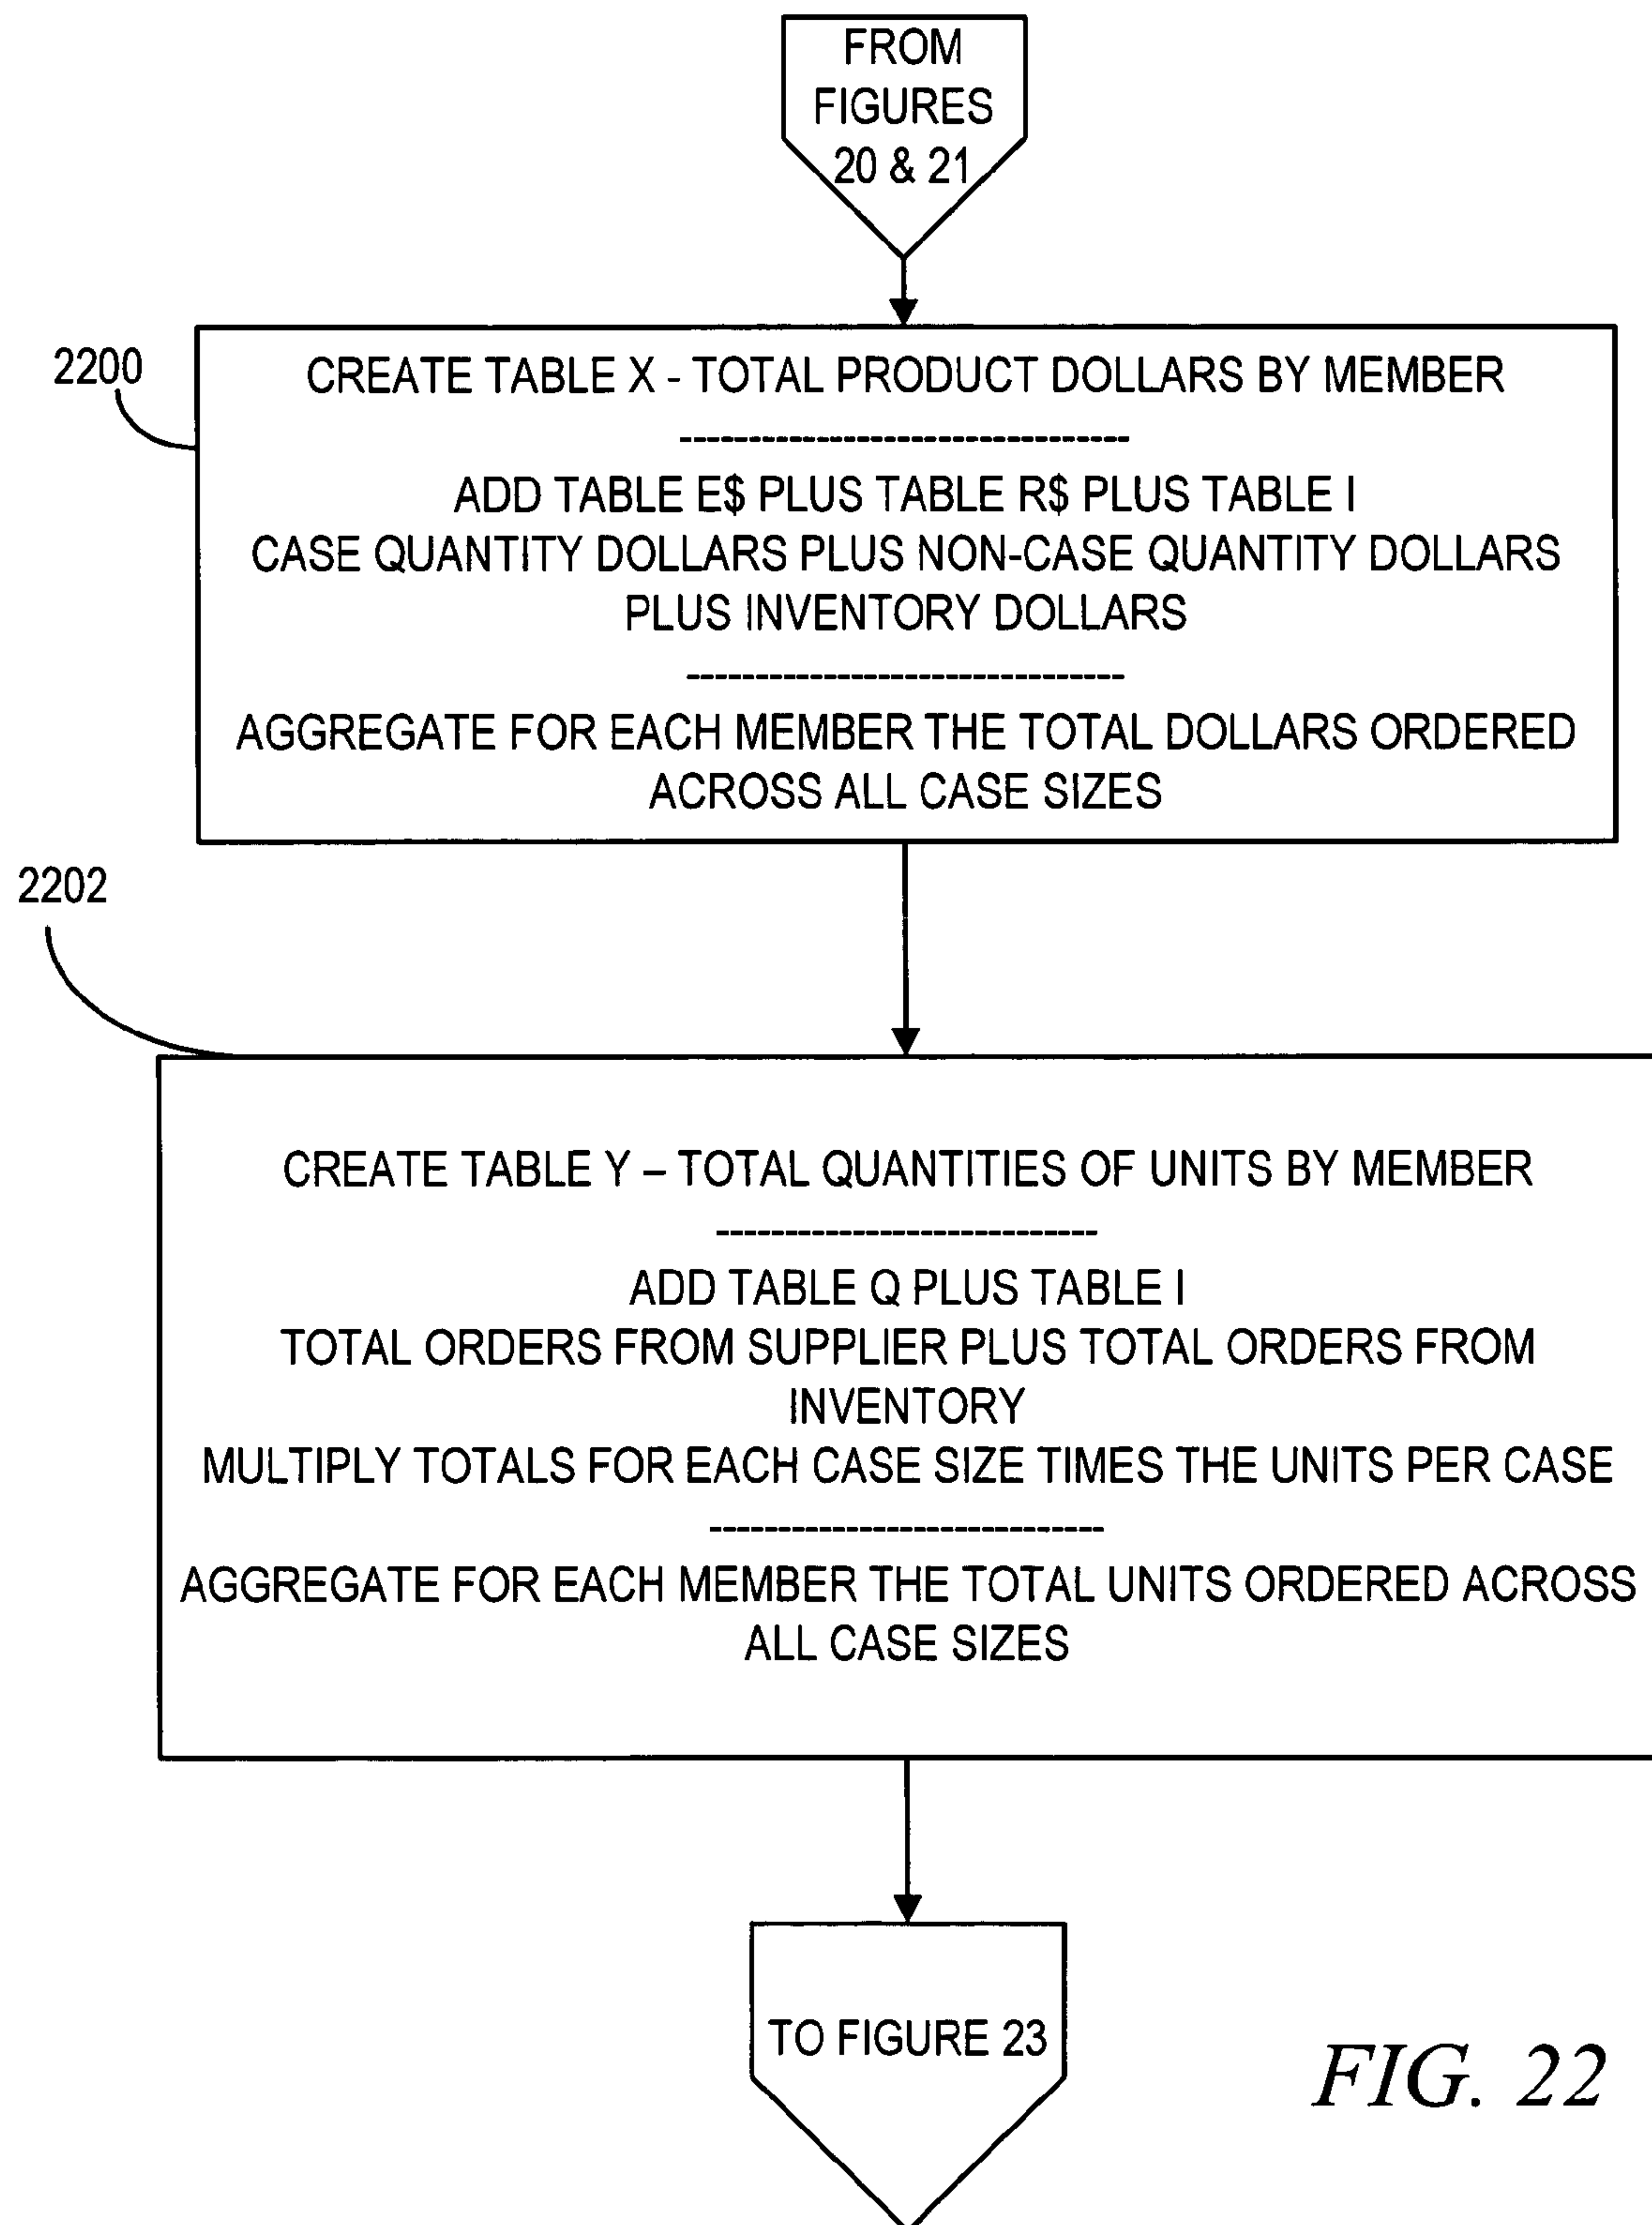 FROM
FIGURES
20 & 21
2200
CREATE TABLE X - TOTAL PRODUCT DOLLARS BY MEMBER
---------------------------------
ADD TABLE E$ PLUS TABLE R$ PLUS TABLE I
CASE QUANTITY DOLLARS PLUS NON-CASE QUANTITY DOLLARS
PLUS INVENTORY DOLLARS
--------------------------------
AGGREGATE FOR EACH MEMBER THE TOTAL DOLLARS ORDERED
ACROSS ALL CASE SIZES
2202
CREATE TABLE Y – TOTAL QUANTITIES OF UNITS BY MEMBER
----------------------------
ADD TABLE Q PLUS TABLE I
TOTAL ORDERS FROM SUPPLIER PLUS TOTAL ORDERS FROM
INVENTORY
MULTIPLY TOTALS FOR EACH CASE SIZE TIMES THE UNITS PER CASE
-----------------------------
AGGREGATE FOR EACH MEMBER THE TOTAL UNITS ORDERED ACROSS
ALL CASE SIZES
TO FIGURE 23
FIG. 22